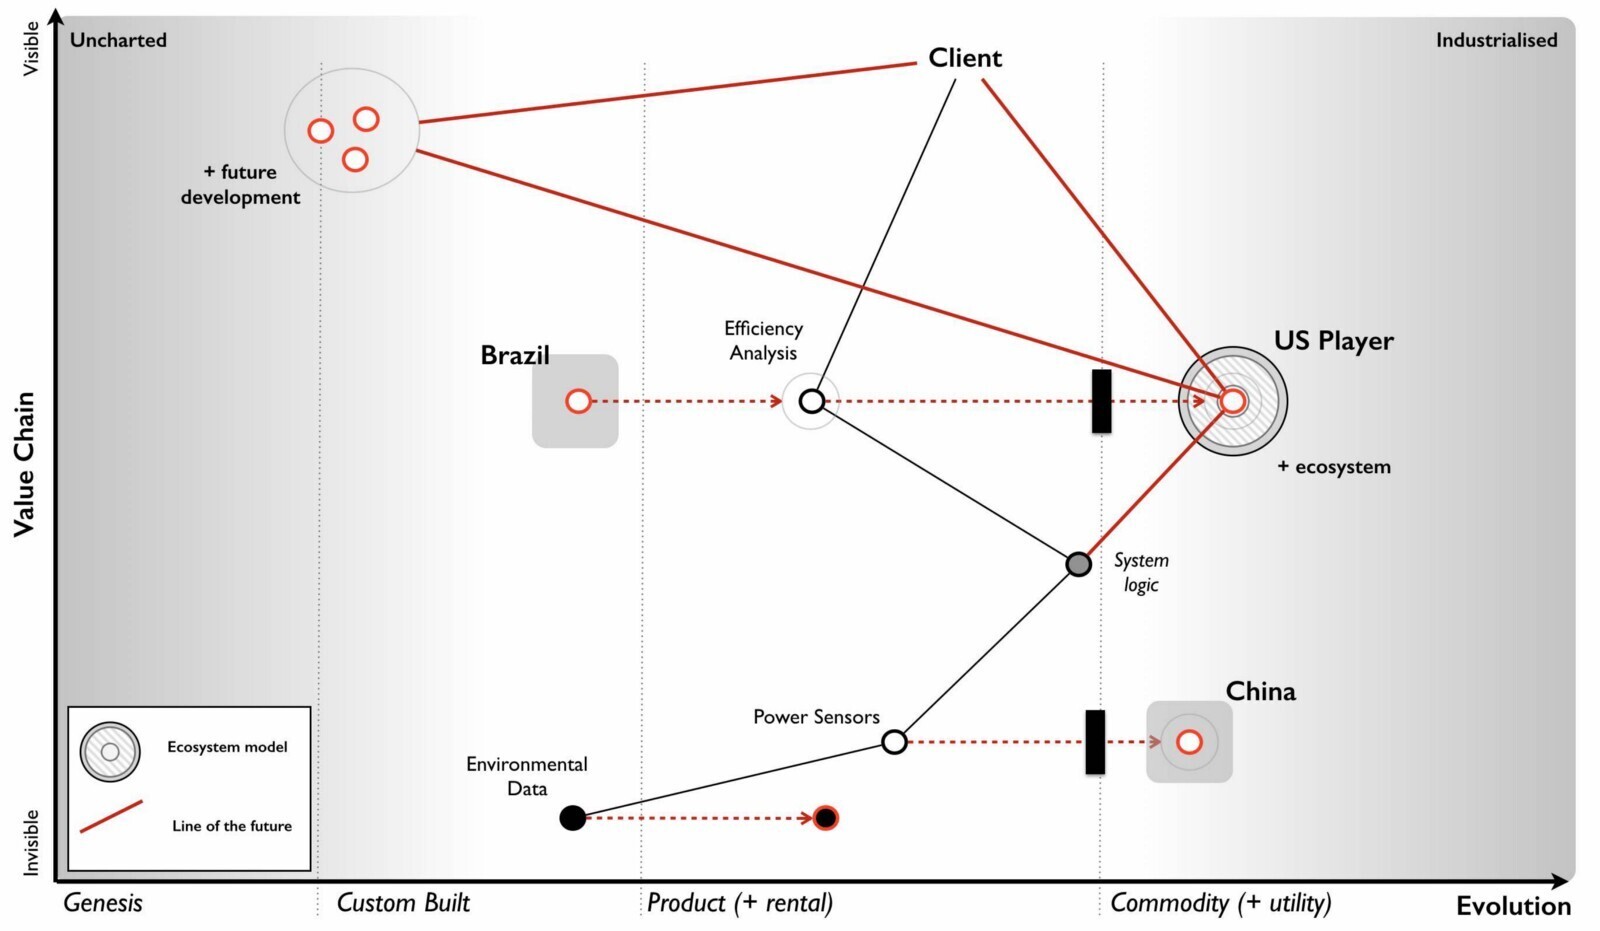 Visible
Uncharted
Client
Industrialised
+ future
development
Efficiency
Analysis
Brazil
US Player
+ ecosystem
Value Chain
System
logic
China
Power Sensors
Environmental
Data
Ecosystem model
Line of the future
Invisible
Genesis
Custom Built
Product (+ rental)
Commodity (+ utility)
Evolution